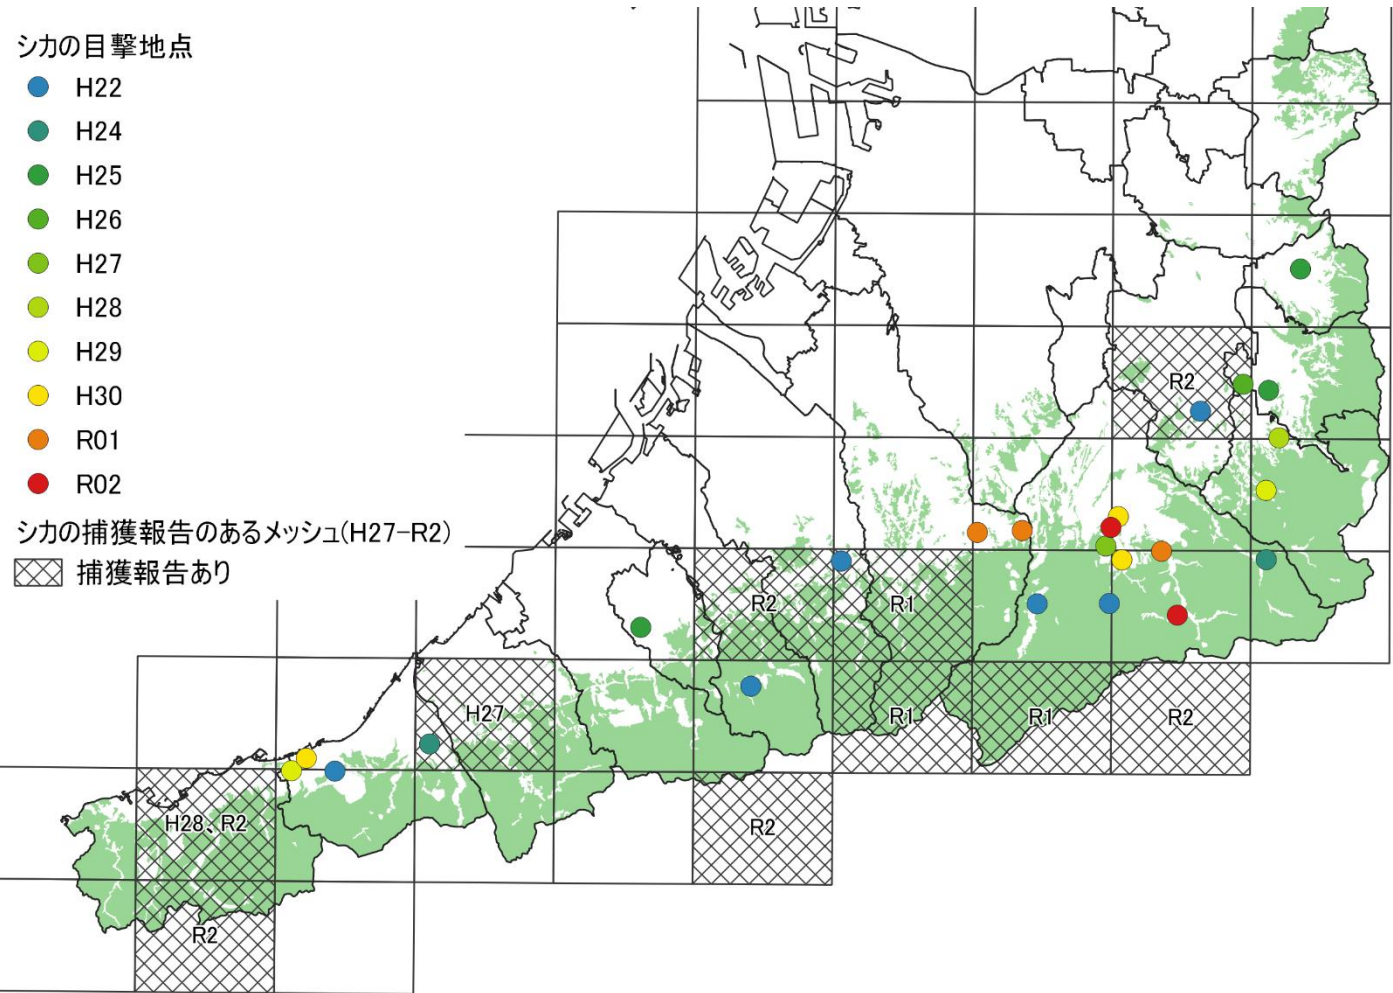 シカの目撃地点
H22
H24
H25
H26
H27
H28
H29
H30
R01
R02
シカの捕獲報告のあるメッシュ(H27-R2)
捕獲報告あり
R2
R2
R1
H27
R1
R1
R2
H28、R2
R2
R2